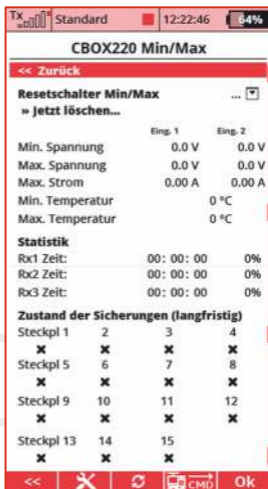 Tx Standard 12:22:46 64%
CBOX220 Min/Max
<< Zurück
Resetschalter Min/Max ...
» Jetzt löschen...
Eing. 1 Eing. 2
Min. Spannung 0.0 V 0.0 V
Max. Spannung 0.0 V 0.0 V
Max. Strom 0.00 A 0.00 A
Min. Temperatur 0 °C
Max. Temperatur 0 °C
Statistik
Rx1 Zeit: 00: 00: 00 0%
Rx2 Zeit: 00: 00: 00 0%
Rx3 Zeit: 00: 00: 00 0%
Zustand der Sicherungen (langfristig)
Steckpl 1 2 3 4
× × × ×
Steckpl 5 6 7 8
× × × ×
Steckpl 9 10 11 12
× × × ×
Steckpl 13 14 15
× × ×
<< CMD Ok